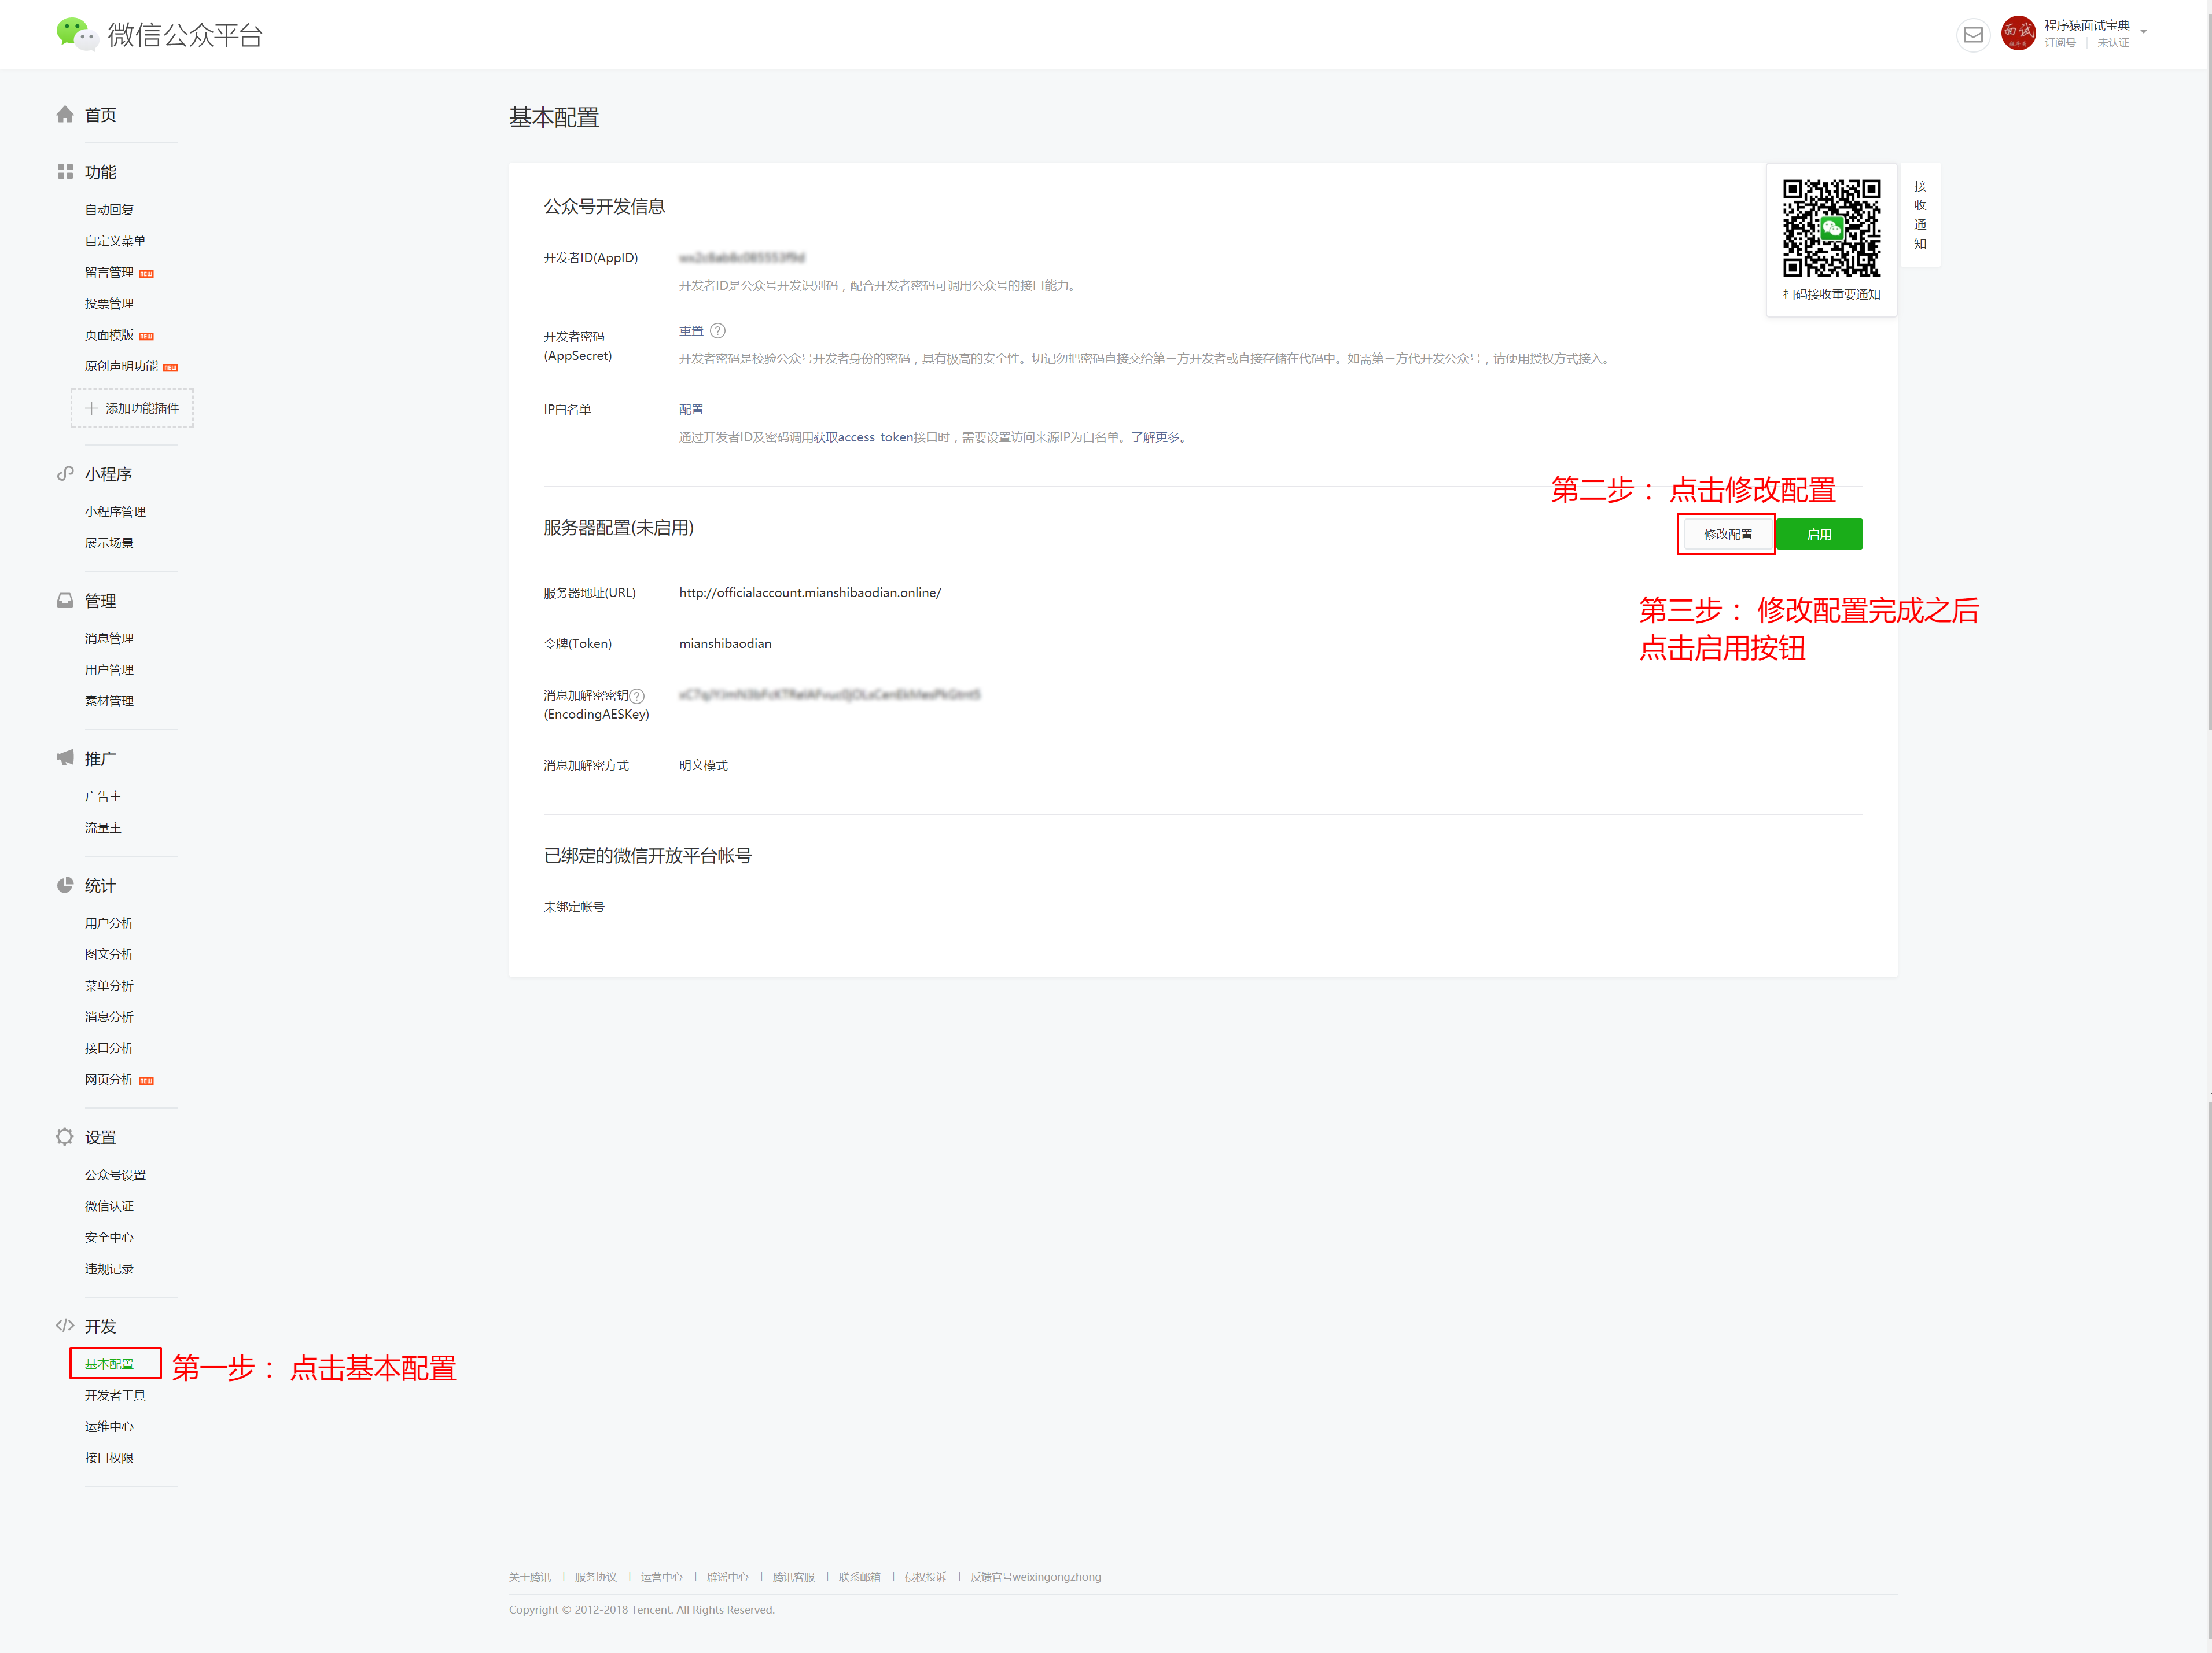 微信公众平台
程序猿面试宝典
订阅号 | 未认证
首页
功能
自动回复
自定义菜单
留言管理 NEW
投票管理
页面模版 NEW
原创声明功能 NEW
添加功能插件
小程序
小程序管理
展示场景
管理
消息管理
用户管理
素材管理
推广
广告主
流量主
统计
用户分析
图文分析
菜单分析
消息分析
接口分析
网页分析 NEW
设置
公众号设置
微信认证
安全中心
违规记录
开发
基本配置
第一步： 点击基本配置
开发者工具
运维中心
接口权限
基本配置
公众号开发信息
开发者ID(AppID)
开发者ID是公众号开发识别码，配合开发者密码可调用公众号的接口能力。
开发者密码
(AppSecret)
重置 ?
开发者密码是校验公众号开发者身份的密码，具有极高的安全性。切记勿把密码直接交给第三方开发者或直接存储在代码中。如需第三方代开发公众号，请使用授权方式接入。
IP白名单
配置
通过开发者ID及密码调用获取access_token接口时，需要设置访问来源IP为白名单。了解更多。
扫码接收重要通知
接
收
通
知
第二步： 点击修改配置
服务器配置(未启用)
修改配置
启用
第三步： 修改配置完成之后
点击启用按钮
服务器地址(URL)
http://officialaccount.mianshibaodian.online/
令牌(Token)
mianshibaodian
消息加解密密钥?
(EncodingAESKey)
消息加解密方式
明文模式
已绑定的微信开放平台帐号
未绑定帐号
关于腾讯 | 服务协议 | 运营中心 | 辟谣中心 | 腾讯客服 | 联系邮箱 | 侵权投诉 | 反馈官号weixingongzhong
Copyright © 2012-2018 Tencent. All Rights Reserved.